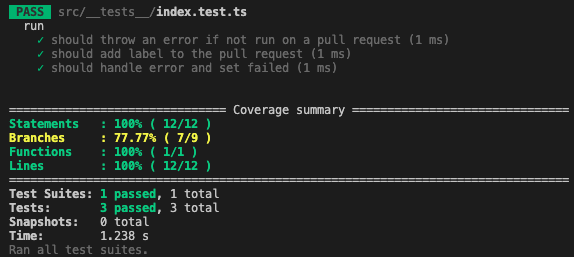 PASS src/__tests__/index.test.ts
run
✓ should throw an error if not run on a pull request (1 ms)
✓ should add label to the pull request (1 ms)
✓ should handle error and set failed (1 ms)
=============================== Coverage summary ===============================
Statements   : 100% ( 12/12 )
Branches     : 77.77% ( 7/9 )
Functions    : 100% ( 1/1 )
Lines        : 100% ( 12/12 )
================================================================================
Test Suites: 1 passed, 1 total
Tests:       3 passed, 3 total
Snapshots:   0 total
Time:        1.238 s
Ran all test suites.